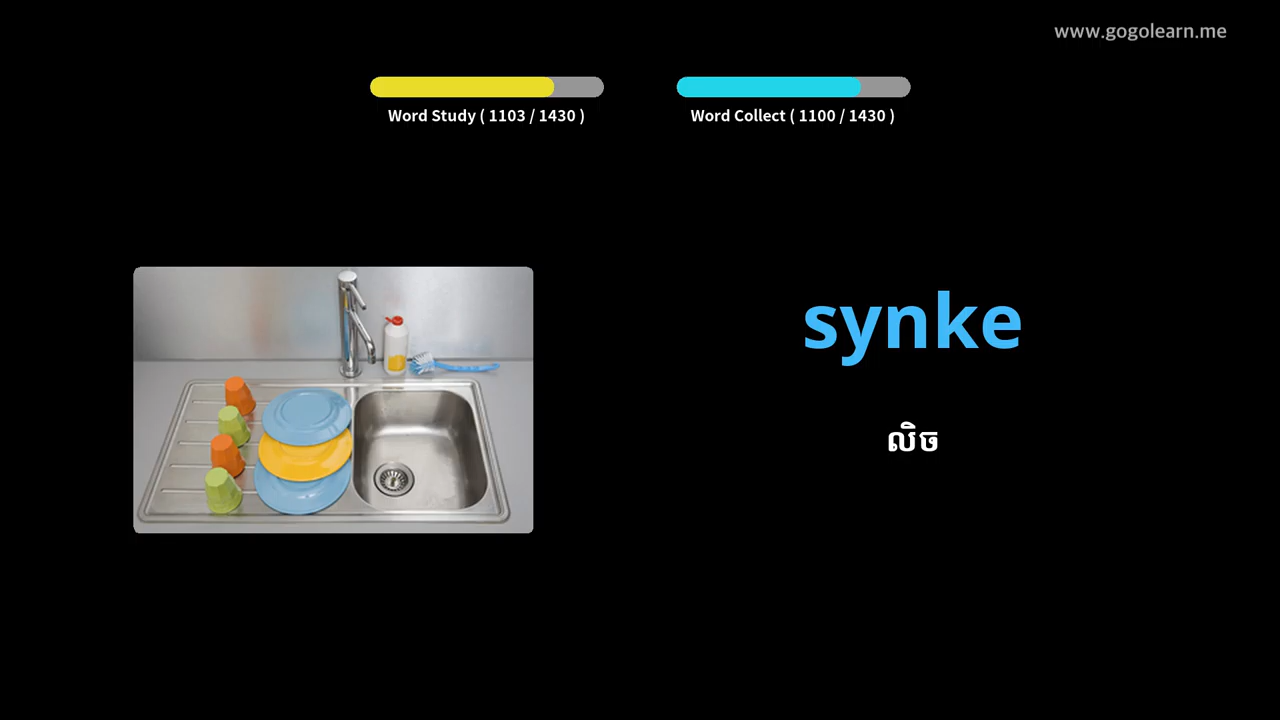 www.gogolearn.me
Word Study ( 1103 / 1430 )
Word Collect ( 1100 / 1430 )
synke
លិច